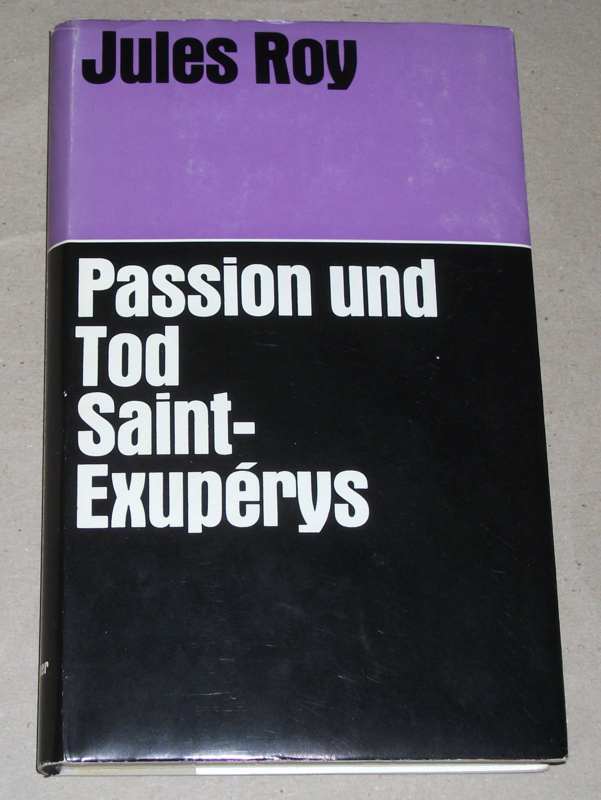 Jules Roy
Passion und
Tod
Saint-
Exupérys